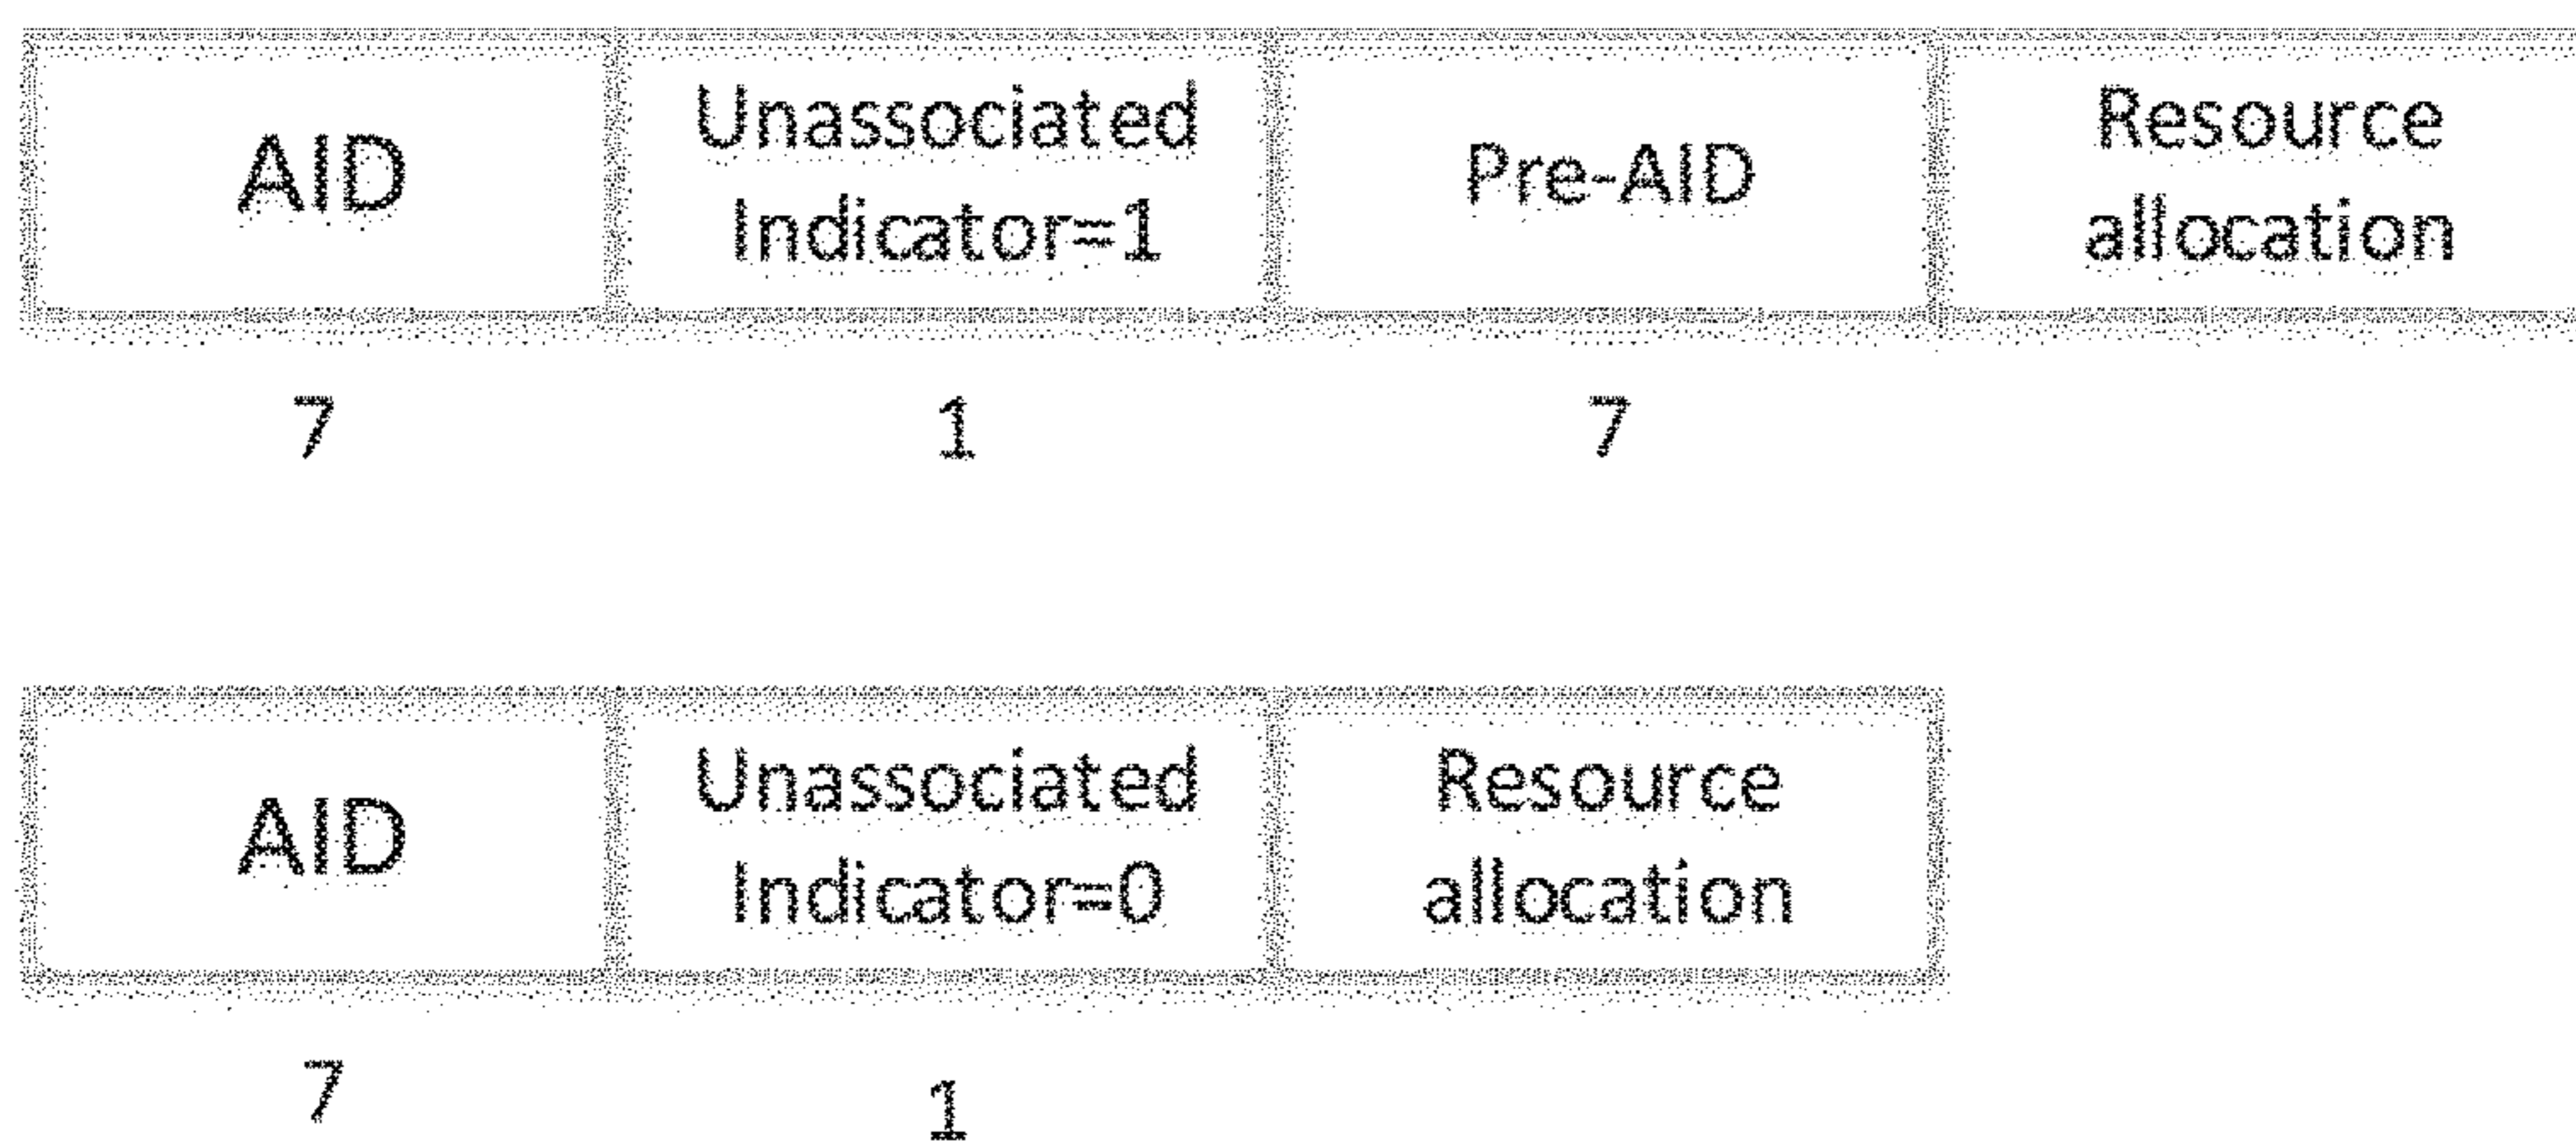 AID
Unassociated
Indicator=1
Pre-AID
Resource
allocation
7
1
7
AID
Unassociated
Indicator=0
Resource
allocation
7
1